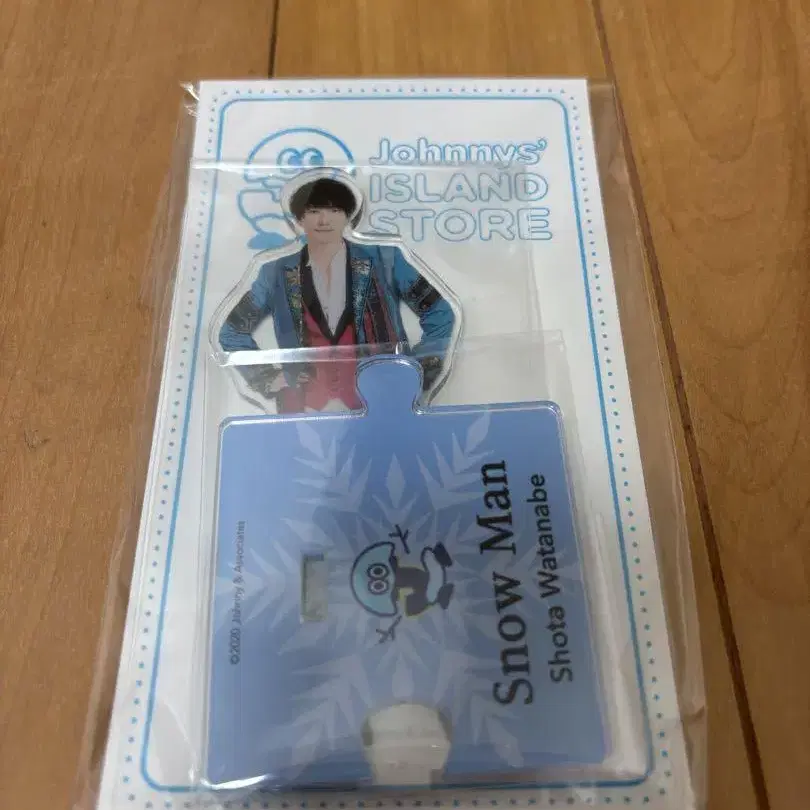 Johnnys'
ISLAND
STORE
Snow Man
Shota Watanabe
©2020 Johnny & Associates